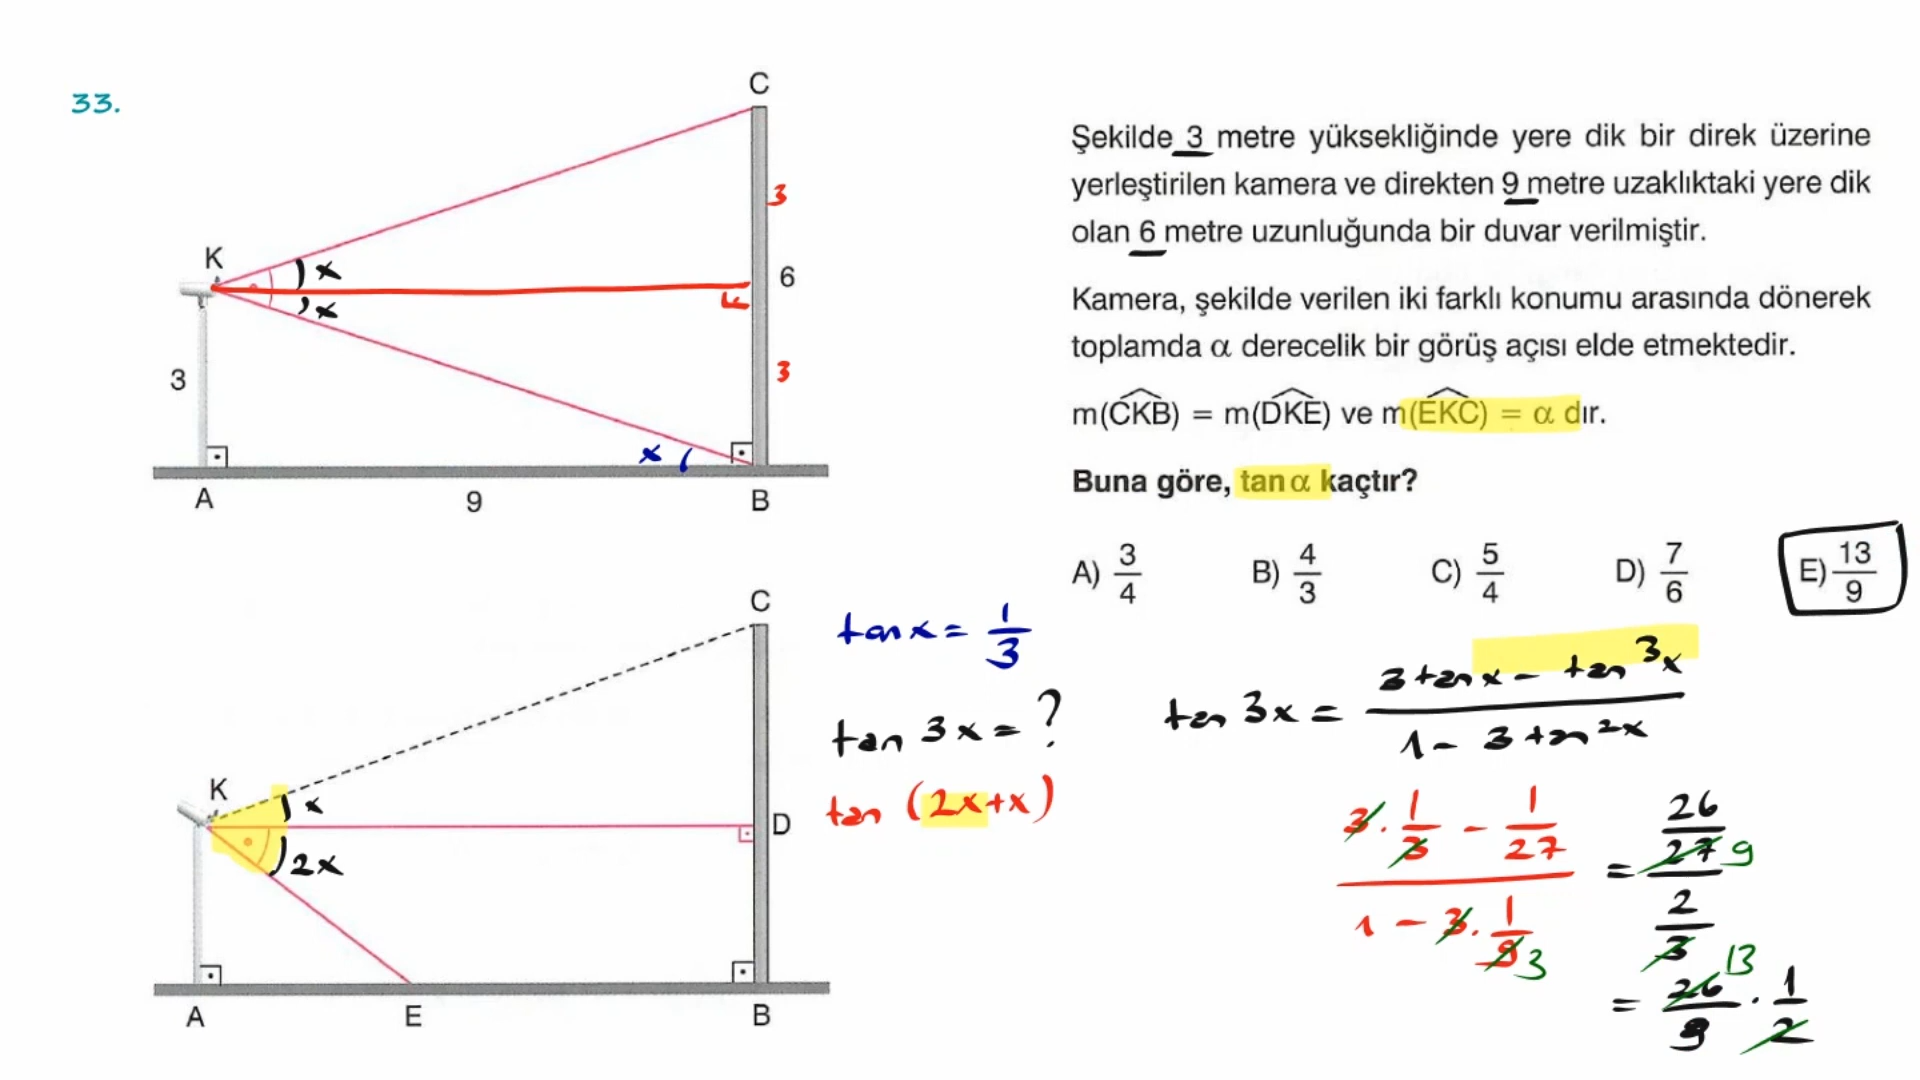 33.
C
3
K
x
x
6
3
3
x
A
9
B
Şekilde 3 metre yüksekliğinde yere dik bir direk üzerine
yerleştirilen kamera ve direkten 9 metre uzaklıktaki yere dik
olan 6 metre uzunluğunda bir duvar verilmiştir.
Kamera, şekilde verilen iki farklı konumu arasında dönerek
toplamda α derecelik bir görüş açısı elde etmektedir.
m(CKB) = m(DKE) ve m(EKC) = α dır.
Buna göre, tan α kaçtır?
A) 3/4 B) 4/3 C) 5/4 D) 7/6 E) 13/9
C
K
x
D
2x
A
E
B
tan x = 1/3
tan 3x = ?
tan (2x+x)
tan 3x = (3 tan x - tan³x)/(1 - 3 tan²x)
(3 · 1/3 - 1/27)/(1 - 3 · 1/9) = (26/27)/(2/3)
9
3
13
= 26/9 · 1/2